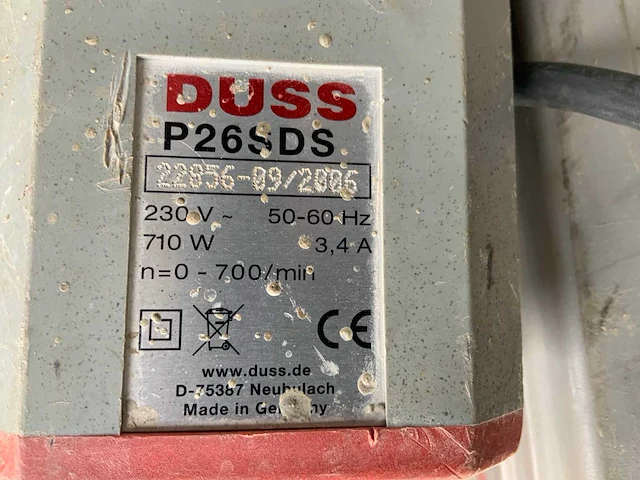 DUSS
P26SDS
22856-09/2006
230 V ~ 50-60 Hz
710 W 3,4 A
n=0 - 700/min
CE
www.duss.de
D-75387 Neubulach
Made in Germany